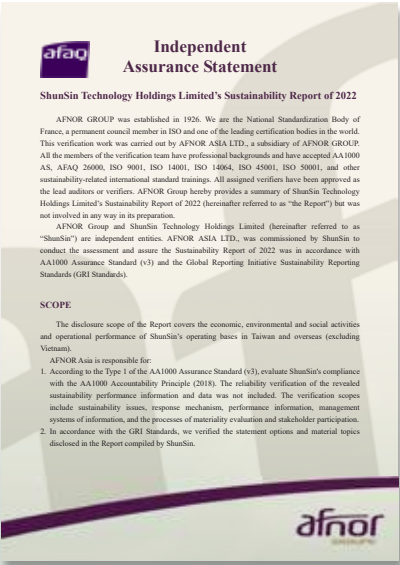 afaq
Independent
Assurance Statement
ShunSin Technology Holdings Limited's Sustainability Report of 2022
AFNOR GROUP was established in 1926. We are the National Standardization Body of
France, a permanent council member in ISO and one of the leading certification bodies in the world.
This verification work was carried out by AFNOR ASIA LTD., a subsidiary of AFNOR GROUP.
All the members of the verification team have professional backgrounds and have accepted AA1000
AS, AFAQ 26000, ISO 9001, ISO 14001, ISO 14064, ISO 45001, ISO 50001, and other
sustainability-related international standard trainings. All assigned verifiers have been approved as
the lead auditors or verifiers. AFNOR Group hereby provides a summary of ShunSin Technology
Holdings Limited's Sustainability Report of 2022 (hereinafter referred to as "the Report") but was
not involved in any way in its preparation.
AFNOR Group and ShunSin Technology Holdings Limited (hereinafter referred to as
"ShunSin") are independent entities. AFNOR ASIA LTD., was commissioned by ShunSin to
conduct the assessment and assure the Sustainability Report of 2022 was in accordance with
AA1000 Assurance Standard (v3) and the Global Reporting Initiative Sustainability Reporting
Standards (GRI Standards).
SCOPE
The disclosure scope of the Report covers the economic, environmental and social activities
and operational performance of ShunSin's operating bases in Taiwan and overseas (excluding
Vietnam).
AFNOR Asia is responsible for:
1. According to the Type 1 of the AA1000 Assurance Standard (v3), evaluate ShunSin's compliance
with the AA1000 Accountability Principle (2018). The reliability verification of the revealed
sustainability performance information and data was not included. The verification scopes
include sustainability issues, response mechanism, performance information, management
systems of information, and the processes of materiality evaluation and stakeholder participation.
2. In accordance with the GRI Standards, we verified the statement options and material topics
disclosed in the Report compiled by ShunSin.
afnor
GROUPE